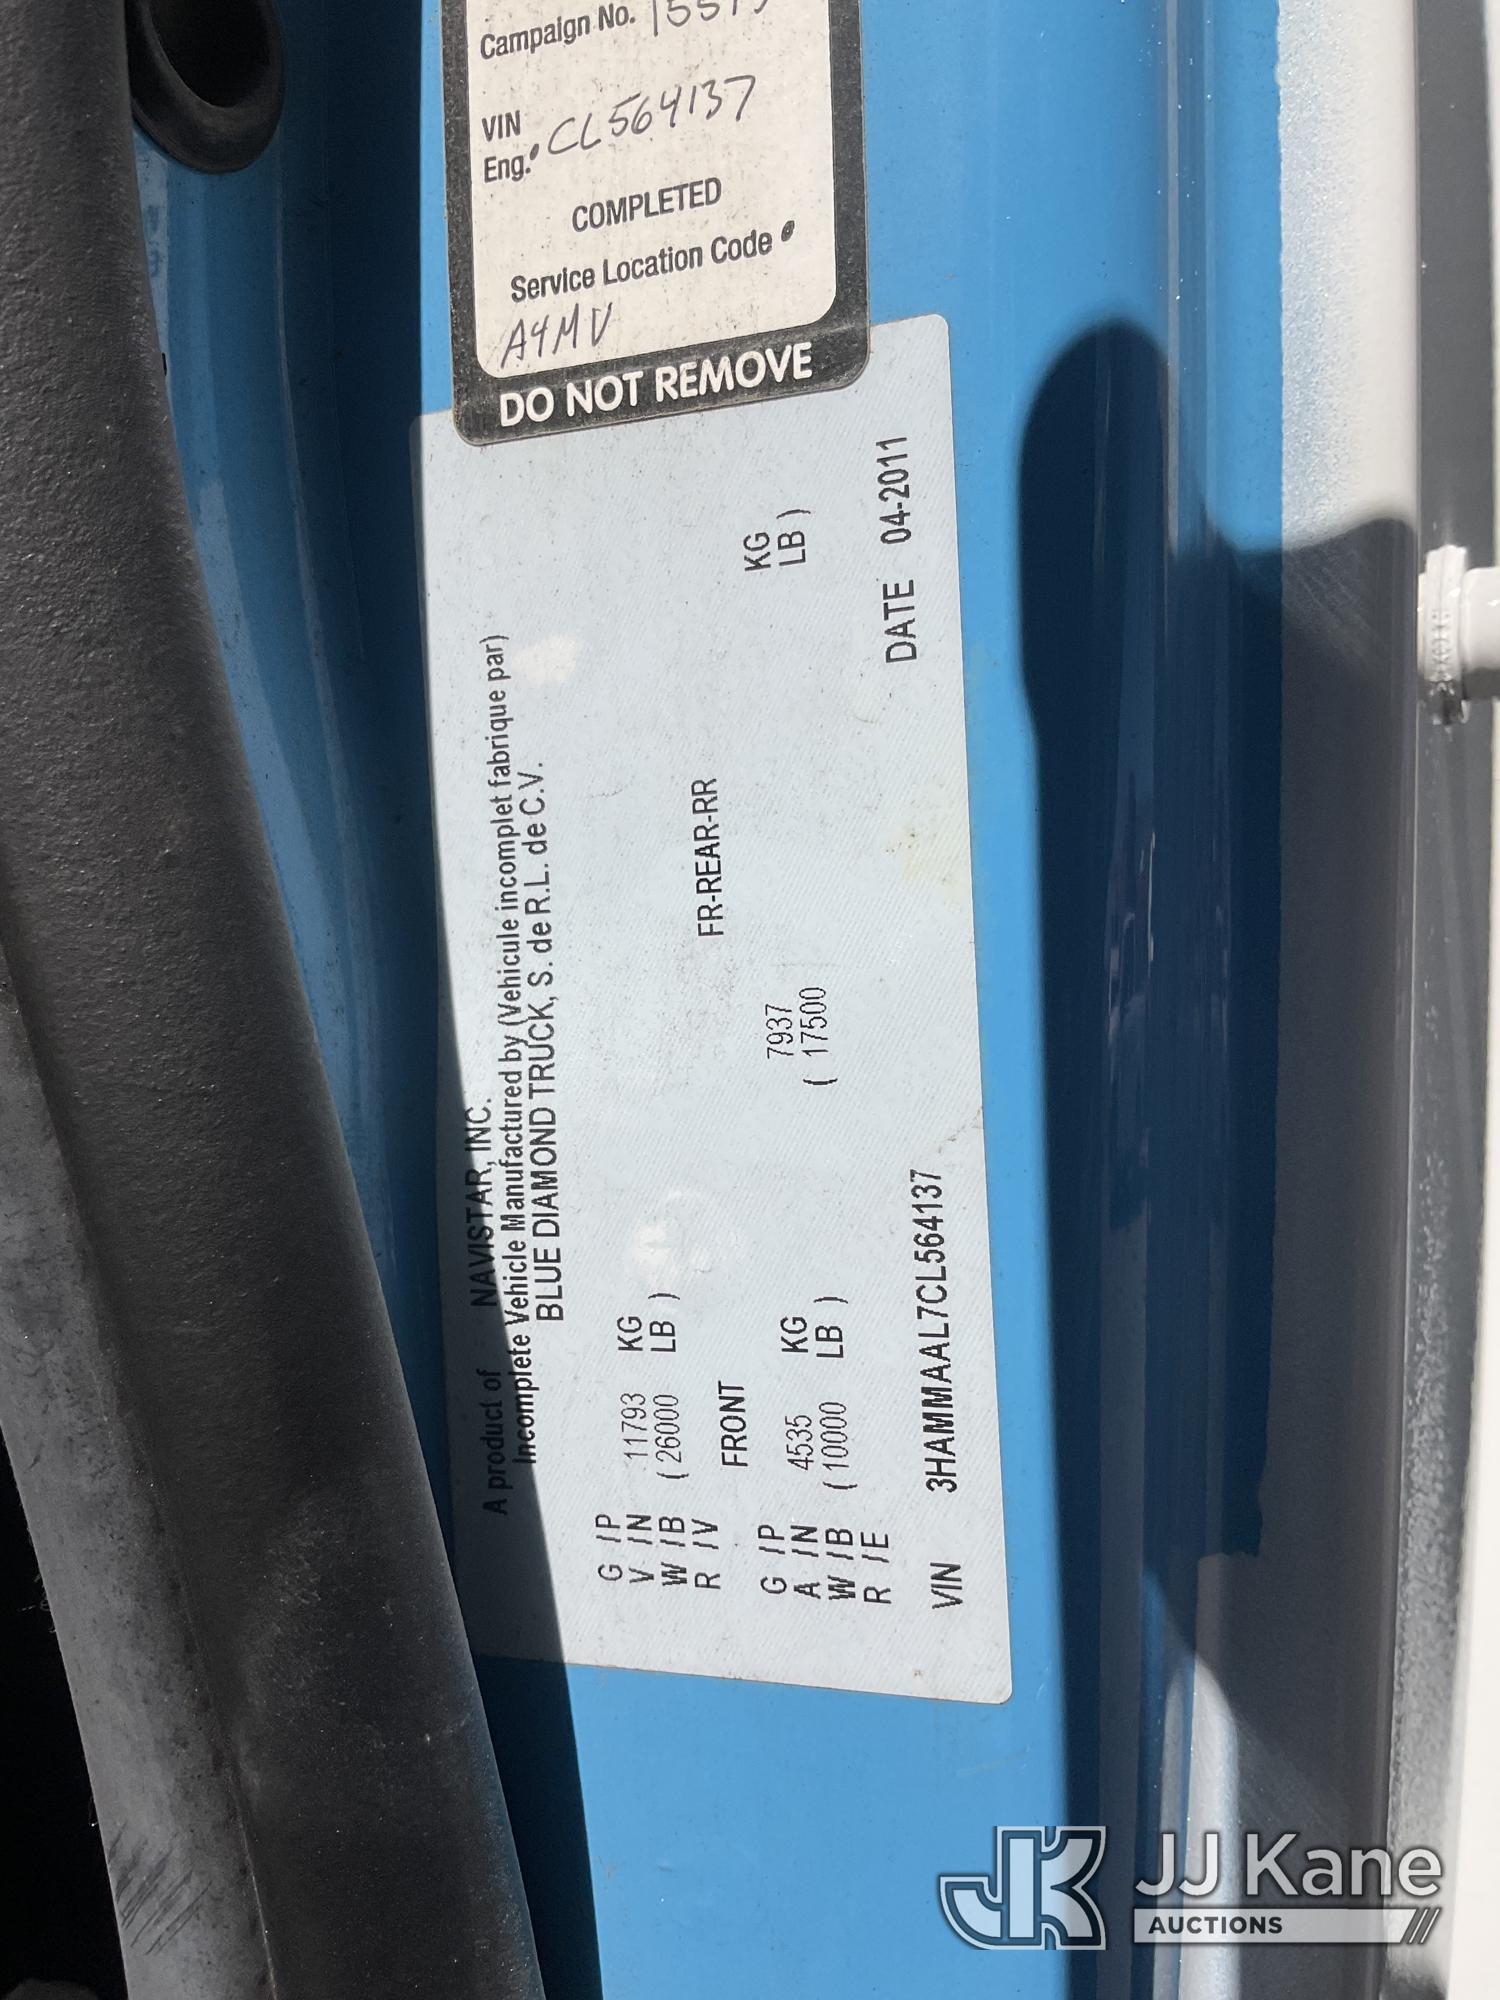 Campaign No.
VIN
Eng. CL564137
COMPLETED
Service Location Code
A4MV
DO NOT REMOVE
A product of NAVISTAR, INC.
Incomplete Vehicle Manufactured by (Vehicule incomplet fabrique par)
BLUE DIAMOND TRUCK, S. de R.L. de C.V.
G /P
V /N 11793 KG
W /B ( 26000 LB )
R /V
FRONT FR-REAR-RR
G /P
A /N 4535 KG 7937 KG
W /B ( 10000 LB ) ( 17500 LB )
R /E
VIN 3HAMMAAL7CL564137 DATE 04-2011
JK JJ Kane
AUCTIONS